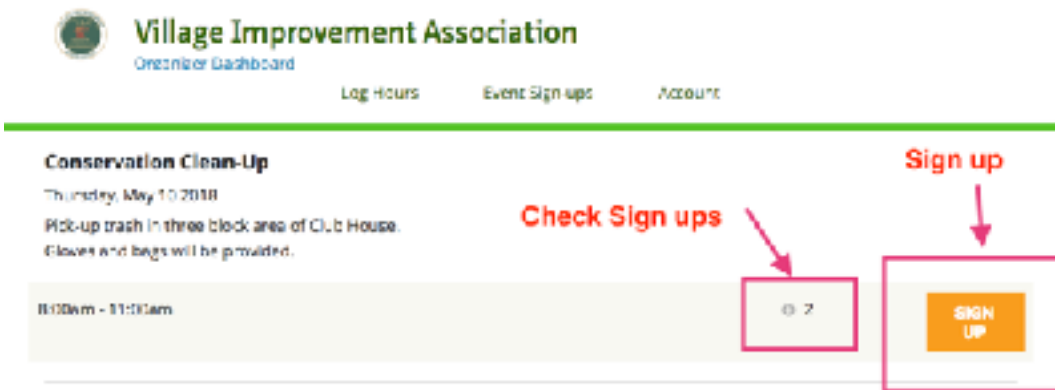 Village Improvement Association
Organizer Dashboard
Log Hours Event Sign-ups Account
Conservation Clean-Up
Sign up
Thursday, May 10 2018
Pick-up trash in three block area of Club House.
Check Sign ups
Gloves and bags will be provided.
8:00am - 11:00am
2
SIGN
UP